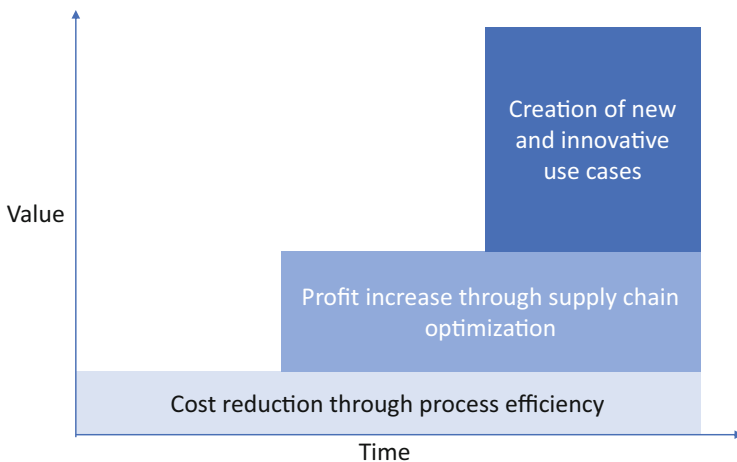 Creation of new
and innovative
use cases
Value
Profit increase through supply chain
optimization
Cost reduction through process efficiency
Time